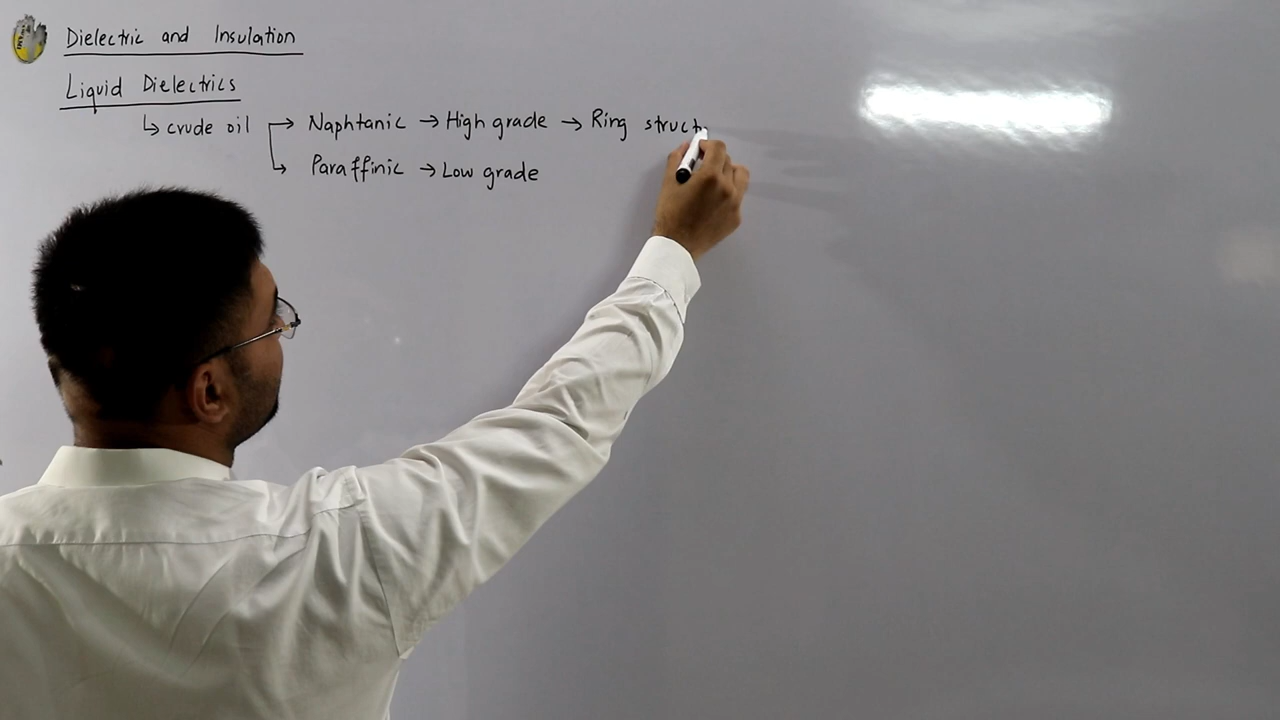 Dielectric and Insulation
Liquid Dielectrics
↳ crude oil → Naphtanic → High grade → Ring struct
→ Paraffinic → Low grade